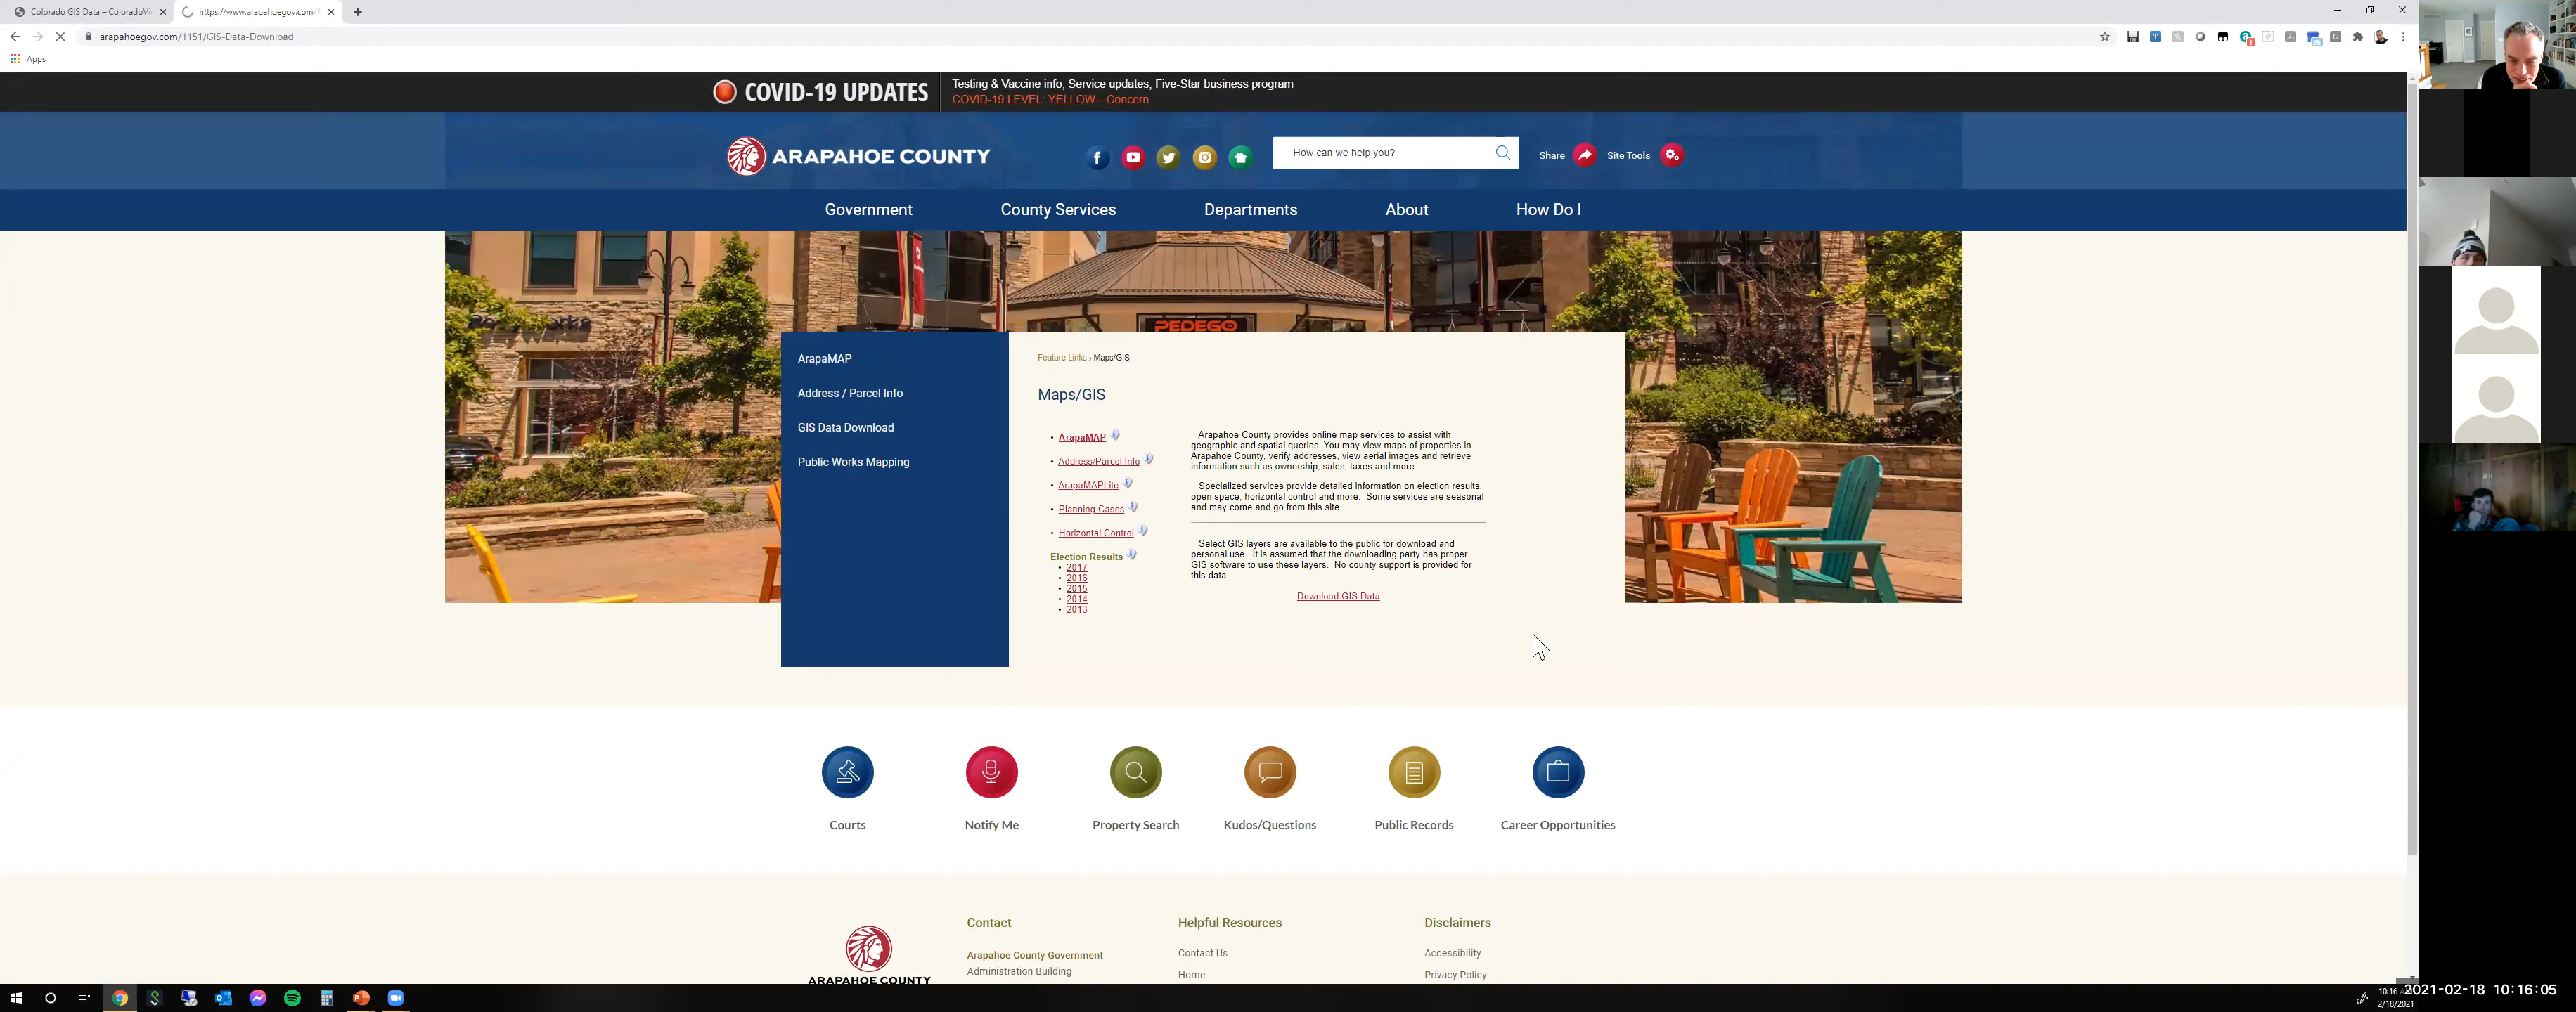 Colorado GIS Data – ColoradoVi
https://www.arapahoegov.com/
arapahoegov.com/1151/GIS-Data-Download
Apps
COVID-19 UPDATES
Testing & Vaccine info; Service updates; Five-Star business program
COVID-19 LEVEL: YELLOW—Concern
ARAPAHOE COUNTY
How can we help you?
Share
Site Tools
Government
County Services
Departments
About
How Do I
PEDEGO
ArapaMAP
Address / Parcel Info
GIS Data Download
Public Works Mapping
Feature Links › Maps/GIS
Maps/GIS
• ArapaMAP
• Address/Parcel Info
• ArapaMAPLite
• Planning Cases
• Horizontal Control
Election Results
• 2017
• 2016
• 2015
• 2014
• 2013
Arapahoe County provides online map services to assist with
geographic and spatial queries. You may view maps of properties in
Arapahoe County, verify addresses, view aerial images and retrieve
information such as ownership, sales, taxes and more.
Specialized services provide detailed information on election results,
open space, horizontal control and more. Some services are seasonal
and may come and go from this site.
Select GIS layers are available to the public for download and
personal use. It is assumed that the downloading party has proper
GIS software to use these layers. No county support is provided for
this data.
Download GIS Data
Courts
Notify Me
Property Search
Kudos/Questions
Public Records
Career Opportunities
ARAPAHOE COUNTY
Contact
Arapahoe County Government
Administration Building
Helpful Resources
Contact Us
Home
Disclaimers
Accessibility
Privacy Policy
10:16
2/18/2021
2021-02-18 10:16:05